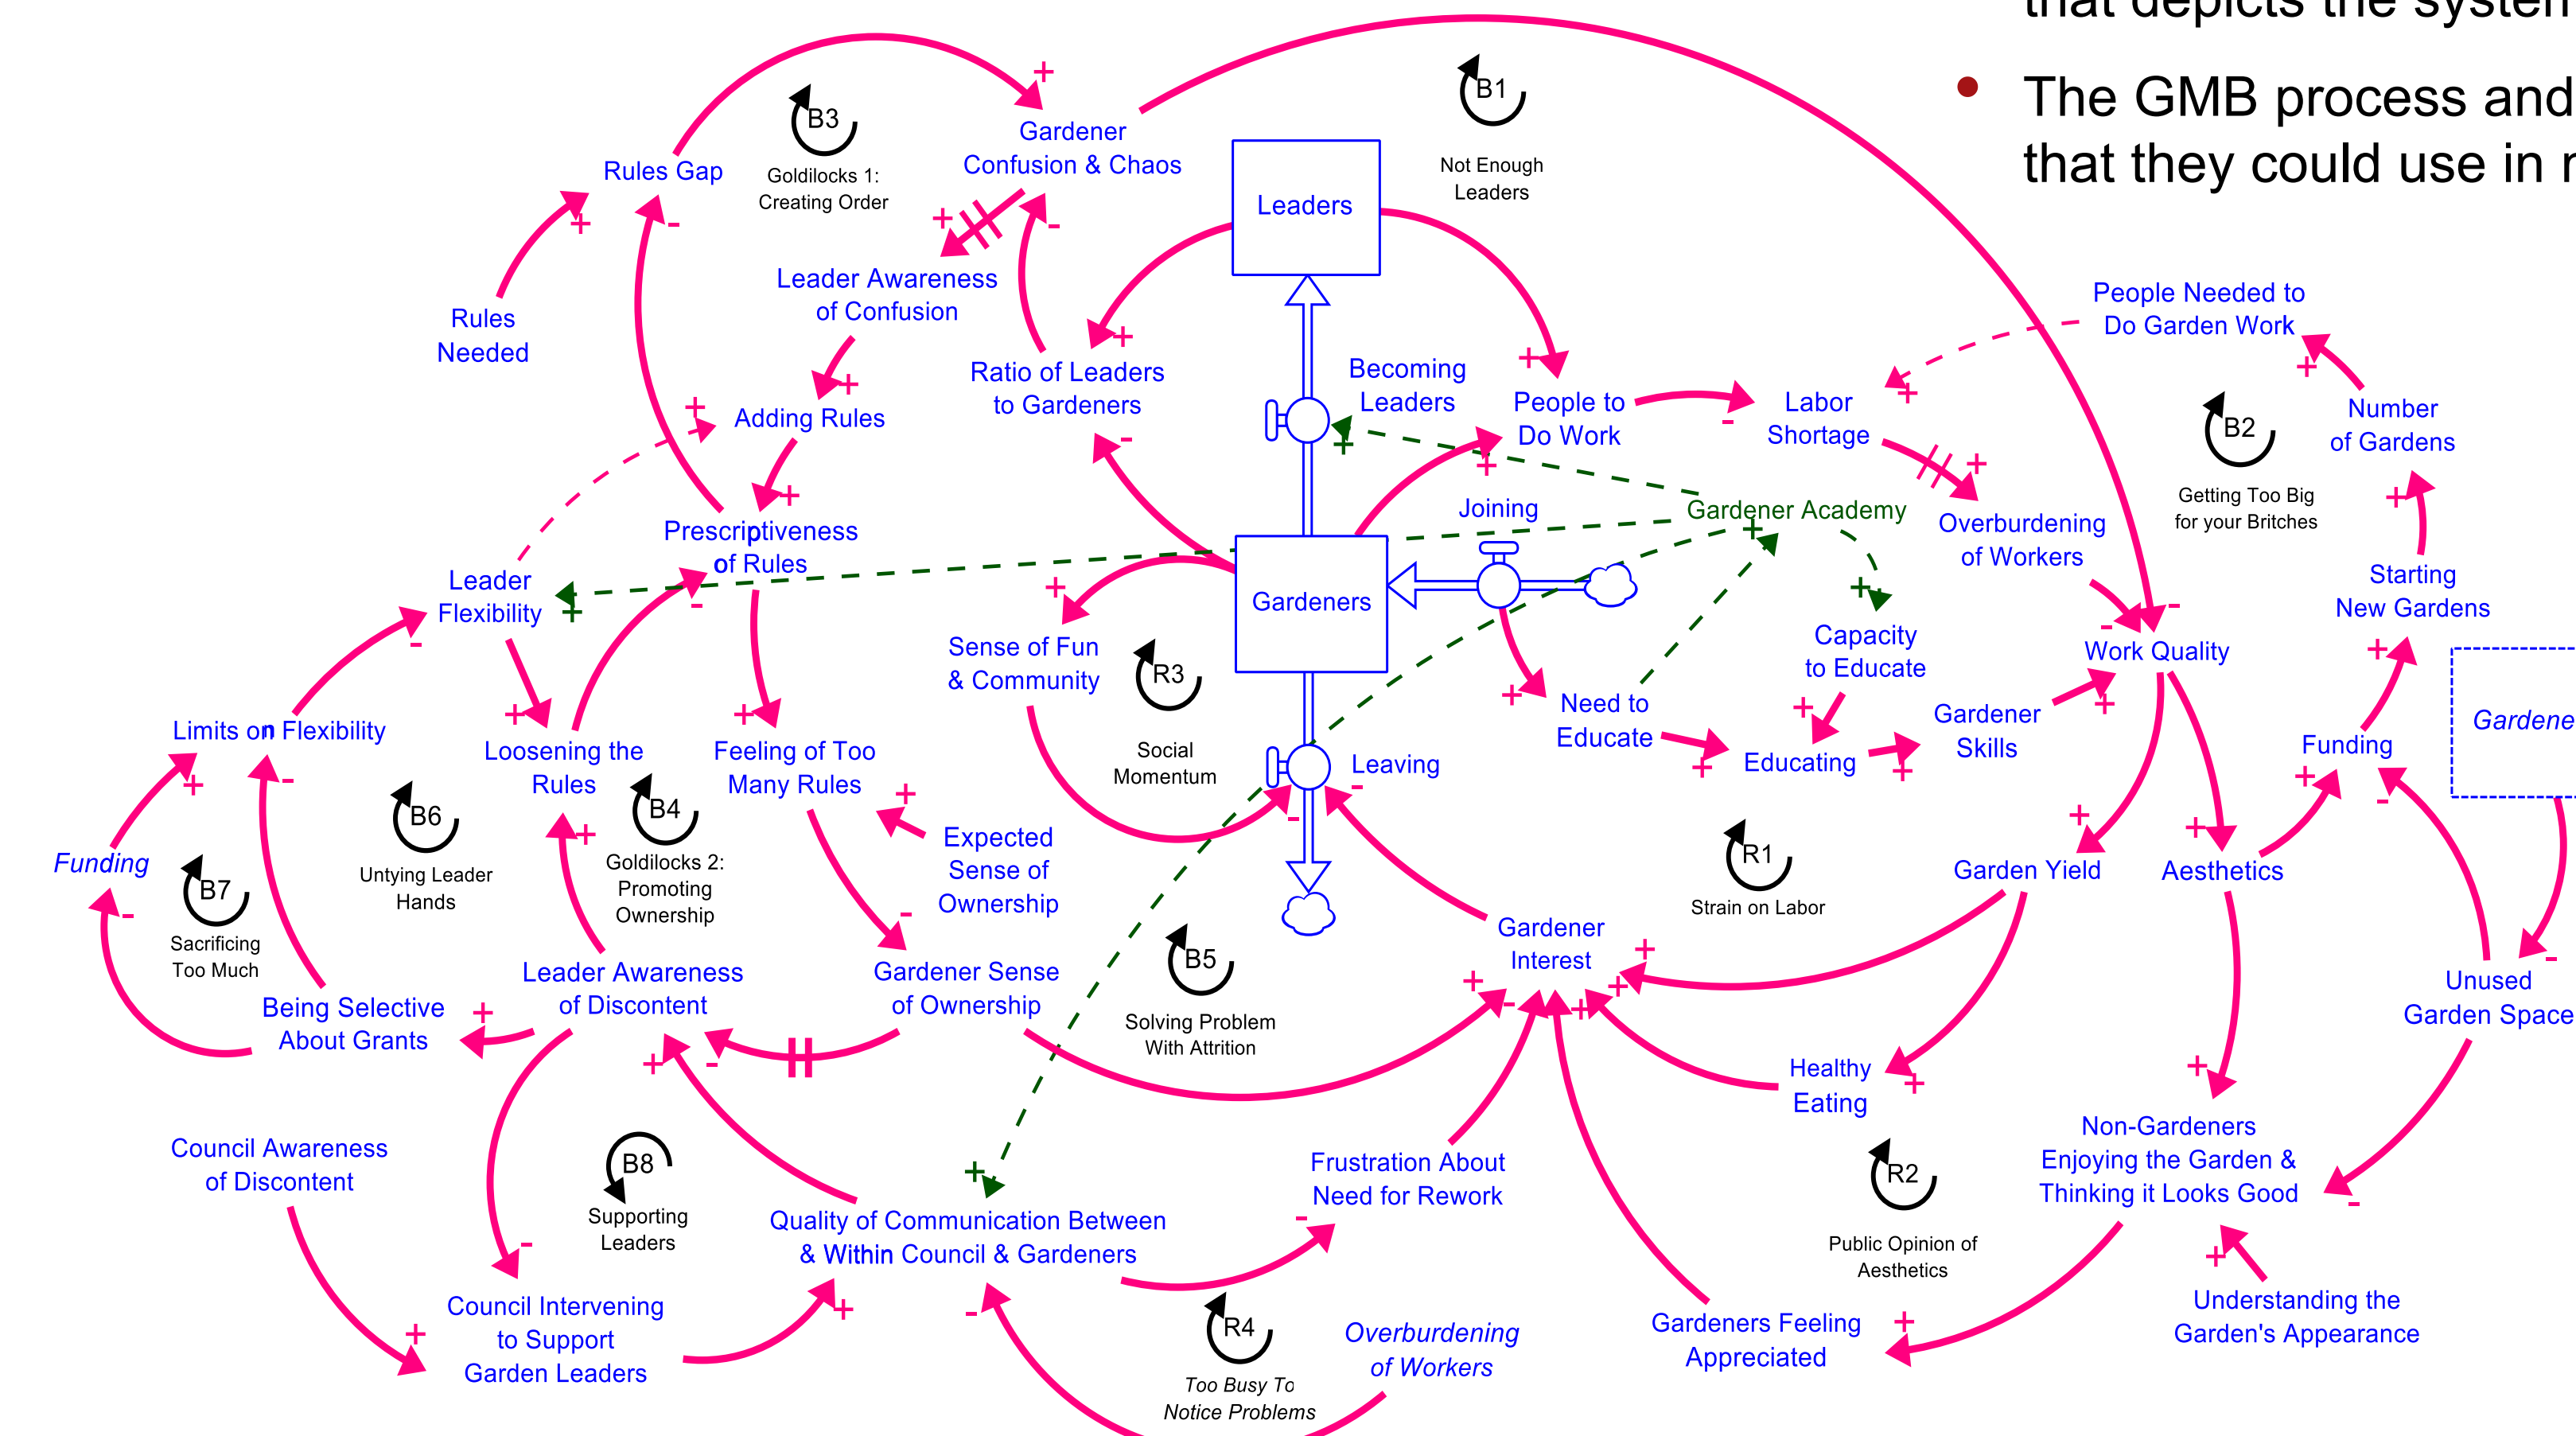 that depicts the system
The GMB process and
that they could use in
B1
Not Enough
Leaders
B3
Goldilocks 1:
Creating Order
Rules Gap
Gardener
Confusion & Chaos
Leaders
Rules
Needed
Leader Awareness
of Confusion
People Needed to
Do Garden Work
Ratio of Leaders
to Gardeners
Becoming
Leaders
People to
Do Work
Labor
Shortage
Adding Rules
B2
Getting Too Big
for your Britches
Number
of Gardens
Prescriptiveness
of Rules
Joining
Gardener Academy
Overburdening
of Workers
Leader
Flexibility
Gardeners
Starting
New Gardens
Sense of Fun
& Community
R3
Social
Momentum
Capacity
to Educate
Work Quality
Need to
Educate
Gardener
Skills
Educating
Funding
Gardene
Limits on Flexibility
Loosening the
Rules
Feeling of Too
Many Rules
Leaving
B6
Untying Leader
Hands
B4
Goldilocks 2:
Promoting
Ownership
Expected
Sense of
Ownership
Funding
B7
Sacrificing
Too Much
R1
Strain on Labor
Garden Yield
Aesthetics
Gardener
Interest
Being Selective
About Grants
Leader Awareness
of Discontent
Gardener Sense
of Ownership
B5
Solving Problem
With Attrition
Unused
Garden Space
Healthy
Eating
Council Awareness
of Discontent
B8
Supporting
Leaders
Quality of Communication Between
& Within Council & Gardeners
Frustration About
Need for Rework
R2
Public Opinion of
Aesthetics
Non-Gardeners
Enjoying the Garden &
Thinking it Looks Good
Council Intervening
to Support
Garden Leaders
R4
Too Busy To
Notice Problems
Overburdening
of Workers
Gardeners Feeling
Appreciated
Understanding the
Garden's Appearance